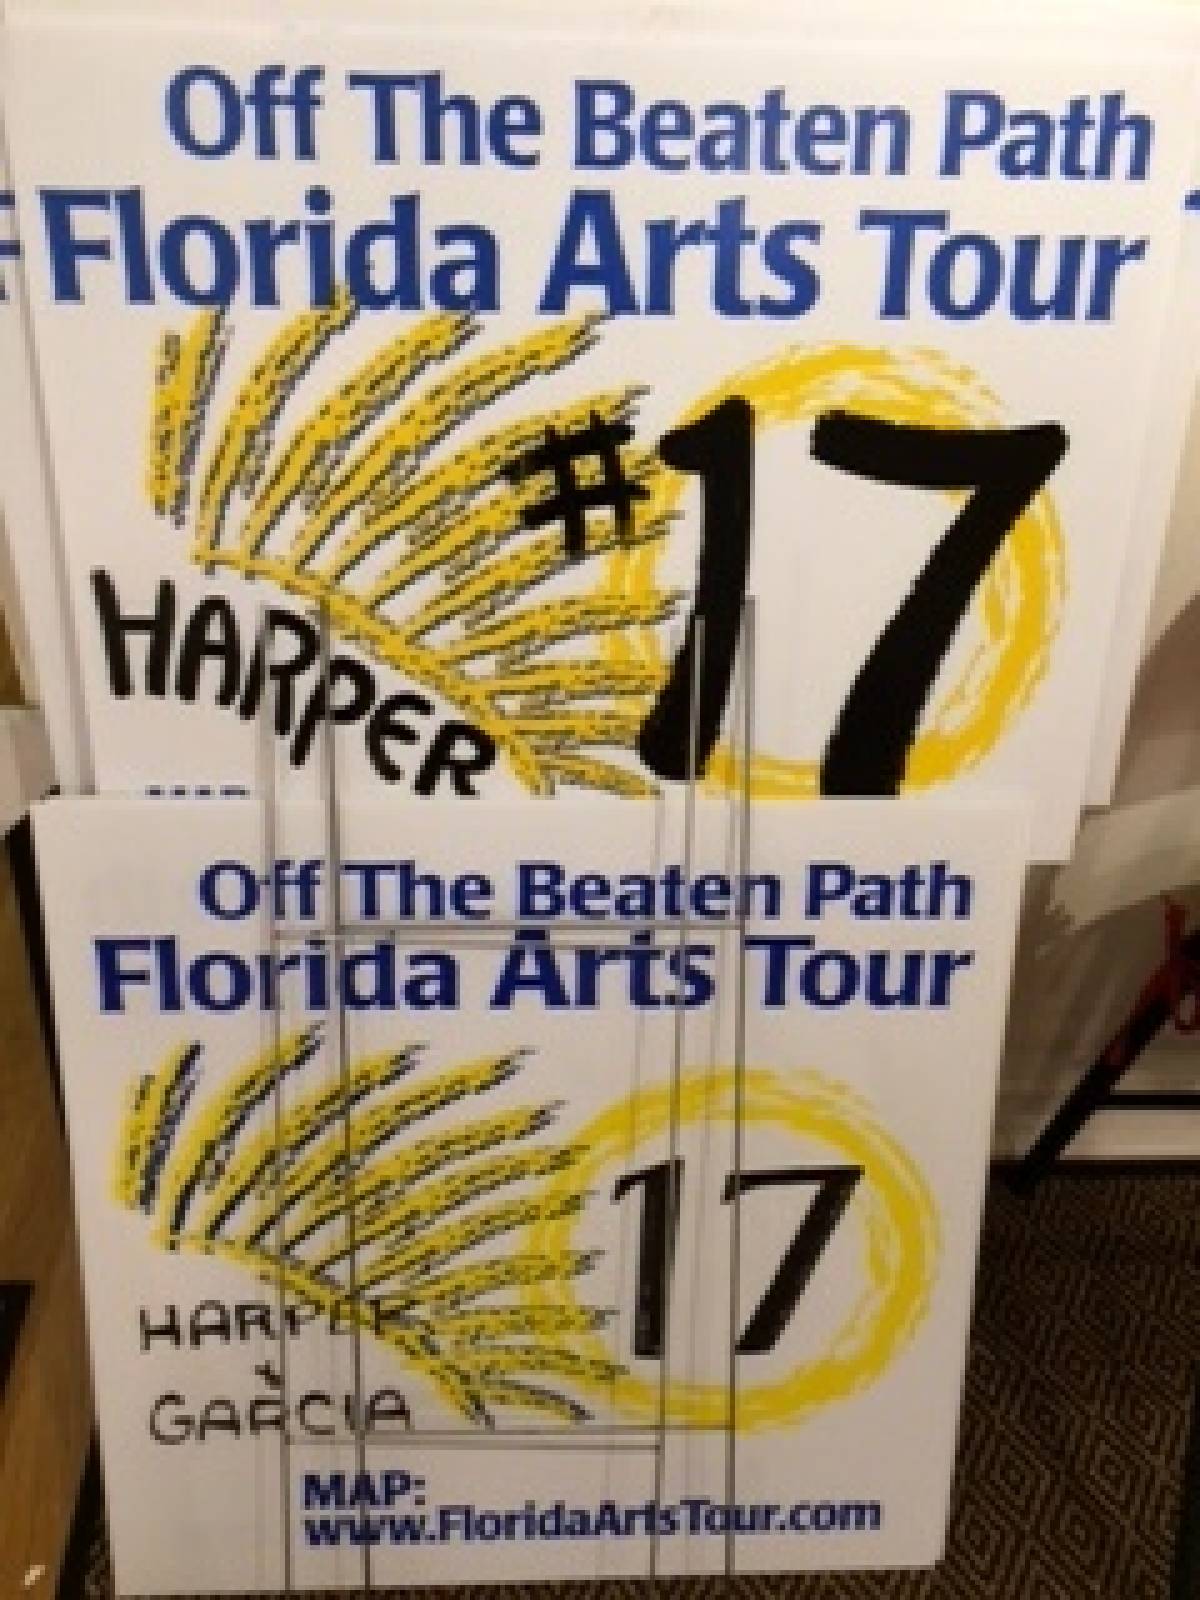 Off The Beaten Path
Florida Arts Tour
#17
HARPER
MAP
Off The Beaten Path
Florida Arts Tour
17
HARPER
&
GARCIA
MAP:
www.FloridaArtsTour.com